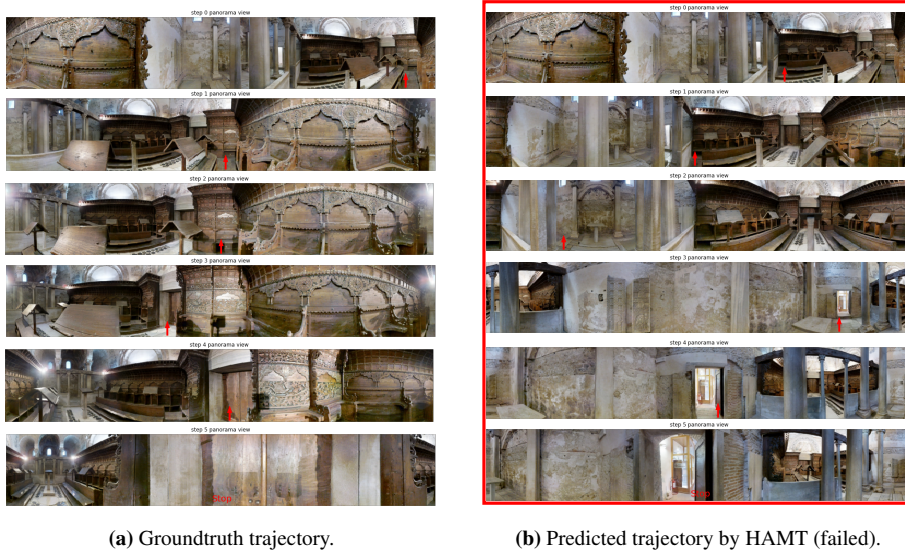 step 0 panorama view
step 1 panorama view
step 2 panorama view
step 3 panorama view
step 4 panorama view
step 5 panorama view
Stop
(a) Groundtruth trajectory.
step 0 panorama view
step 1 panorama view
step 2 panorama view
step 3 panorama view
step 4 panorama view
step 5 panorama view
Stop
(b) Predicted trajectory by HAMT (failed).